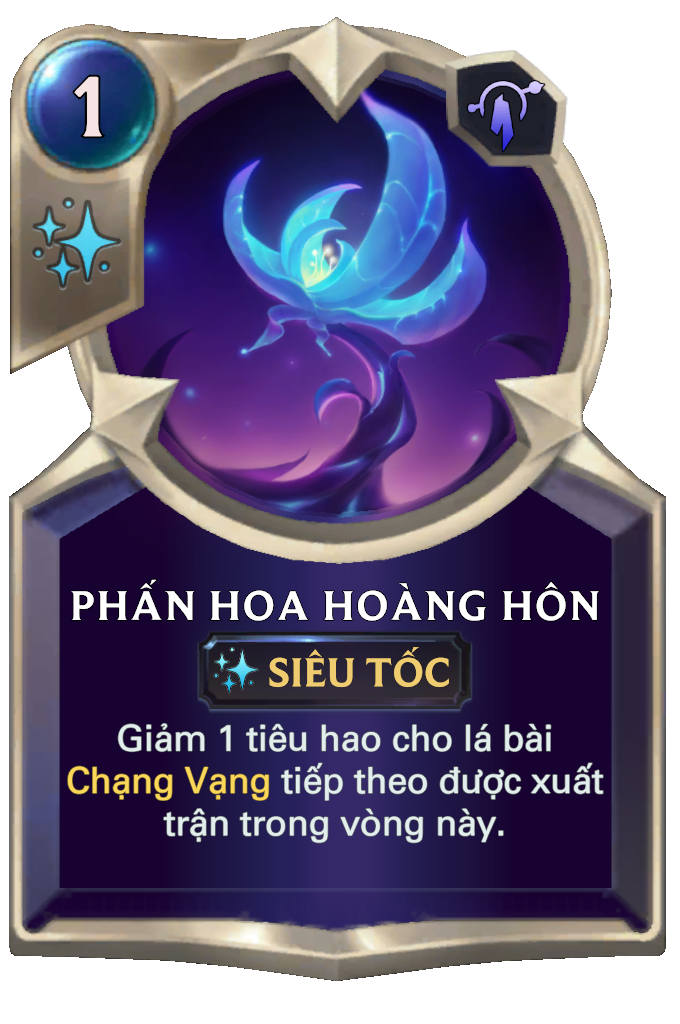 1
PHẤN HOA HOÀNG HÔN
SIÊU TỐC
Giảm 1 tiêu hao cho lá bài
Chạng Vạng tiếp theo được xuất
trận trong vòng này.